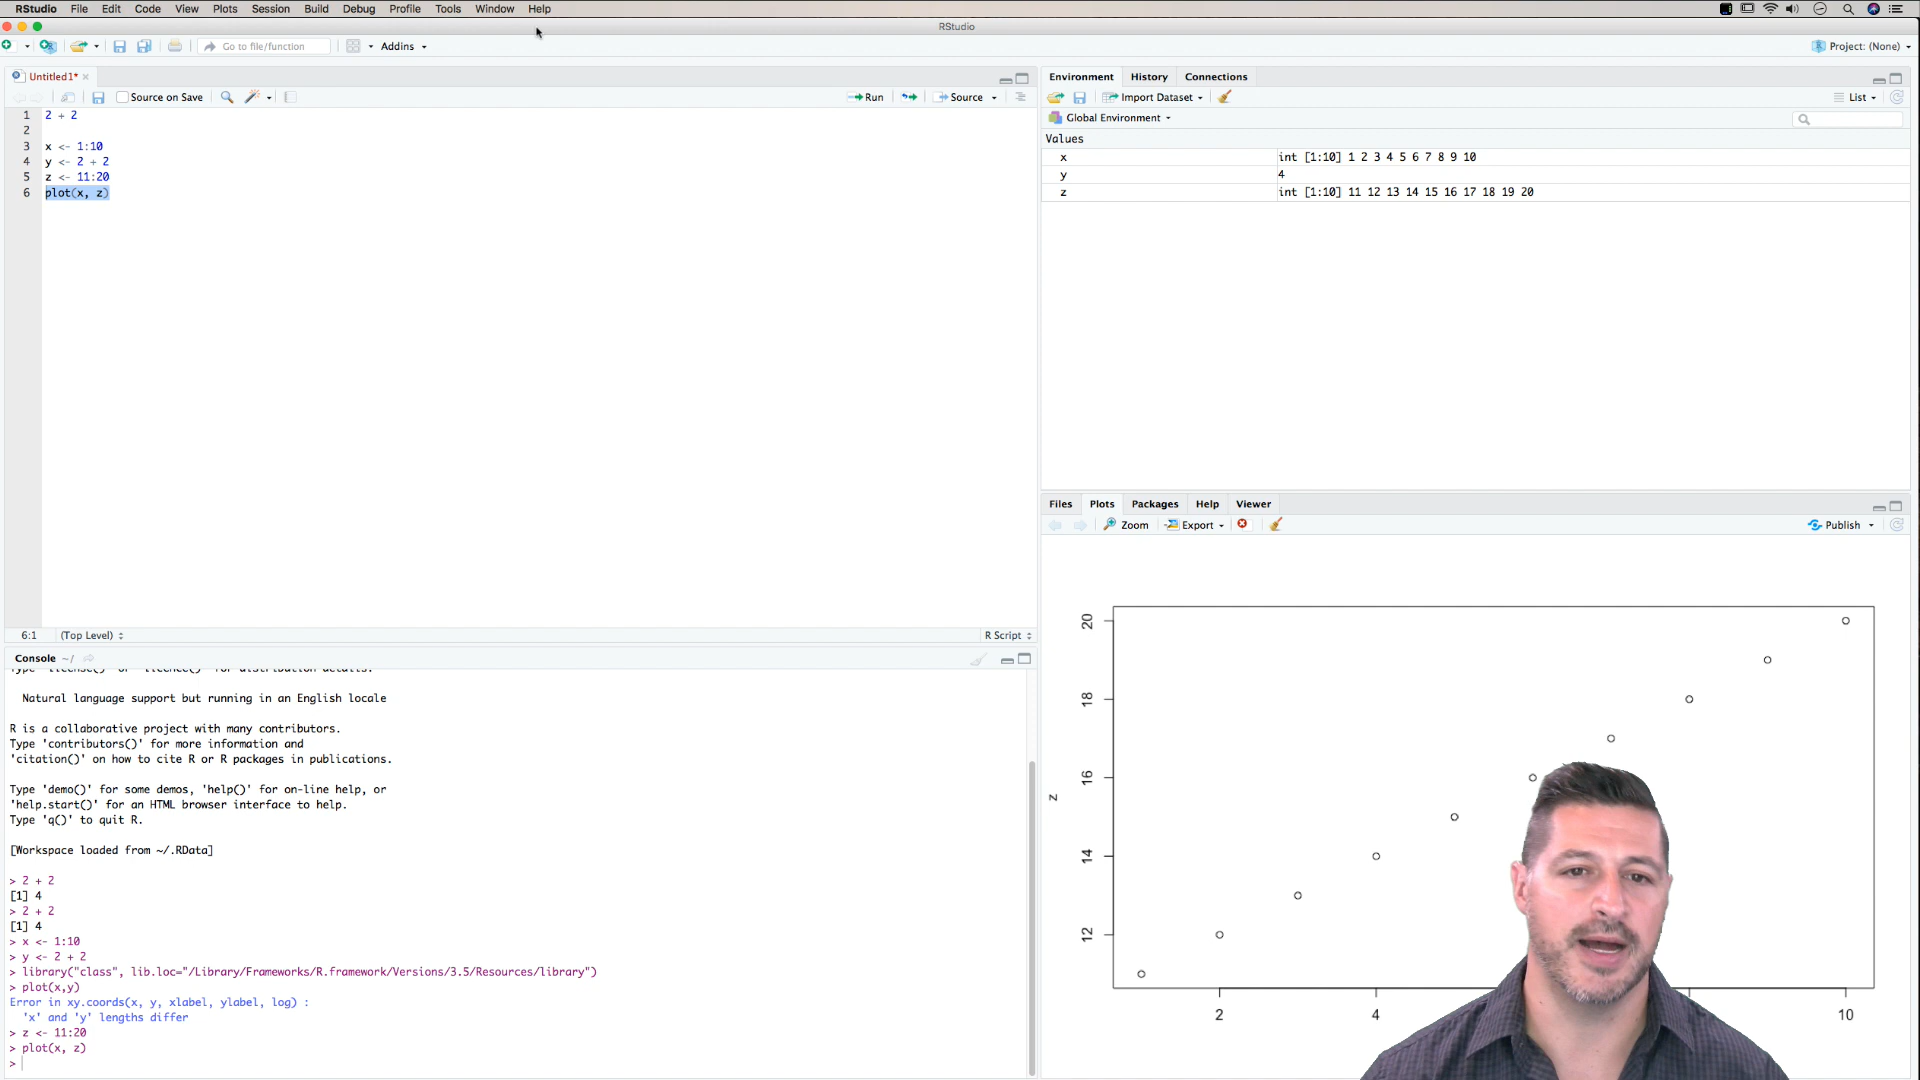 RStudio File Edit Code View Plots Session Build Debug Profile Tools Window Help
RStudio
Go to file/function Addins Project: (None)
Untitled1*
Source on Save Run Source
1 2 + 2
2
3 x <- 1:10
4 y <- 2 + 2
5 z <- 11:20
6 plot(x, z)
6:1 (Top Level) R Script
Console ~/
Natural language support but running in an English locale
R is a collaborative project with many contributors.
Type 'contributors()' for more information and
'citation()' on how to cite R or R packages in publications.
Type 'demo()' for some demos, 'help()' for on-line help, or
'help.start()' for an HTML browser interface to help.
Type 'q()' to quit R.
[Workspace loaded from ~/.RData]
> 2 + 2
[1] 4
> 2 + 2
[1] 4
> x <- 1:10
> y <- 2 + 2
> library("class", lib.loc="/Library/Frameworks/R.framework/Versions/3.5/Resources/library")
> plot(x,y)
Error in xy.coords(x, y, xlabel, ylabel, log) :
'x' and 'y' lengths differ
> z <- 11:20
> plot(x, z)
>
Environment History Connections
Import Dataset List
Global Environment
Values
x int [1:10] 1 2 3 4 5 6 7 8 9 10
y 4
z int [1:10] 11 12 13 14 15 16 17 18 19 20
Files Plots Packages Help Viewer
Zoom Export Publish
20
18
16
z
14
12
2 4 10